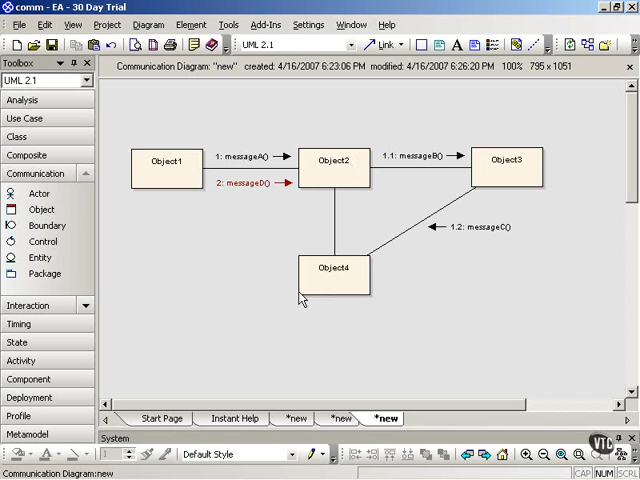 comm - EA - 30 Day Trial
File Edit View Project Diagram Element Tools Add-Ins Settings Window Help
UML 2.1 Link
Toolbox
Communication Diagram: "new" created: 4/16/2007 6:23:06 PM modified: 4/16/2007 6:26:20 PM 100% 795 x 1051
UML 2.1
Analysis
Use Case
Class
Composite
Communication
Actor
Object
Boundary
Control
Entity
Package
Interaction
Timing
State
Activity
Component
Deployment
Profile
Metamodel
Object1
1: messageA()
2: messageD()
Object2
1.1: messageB()
Object3
1.2: messageC()
Object4
Start Page Instant Help *new *new *new
System
VTC
1 Default Style
Communication Diagram:new CAP NUM SCRL